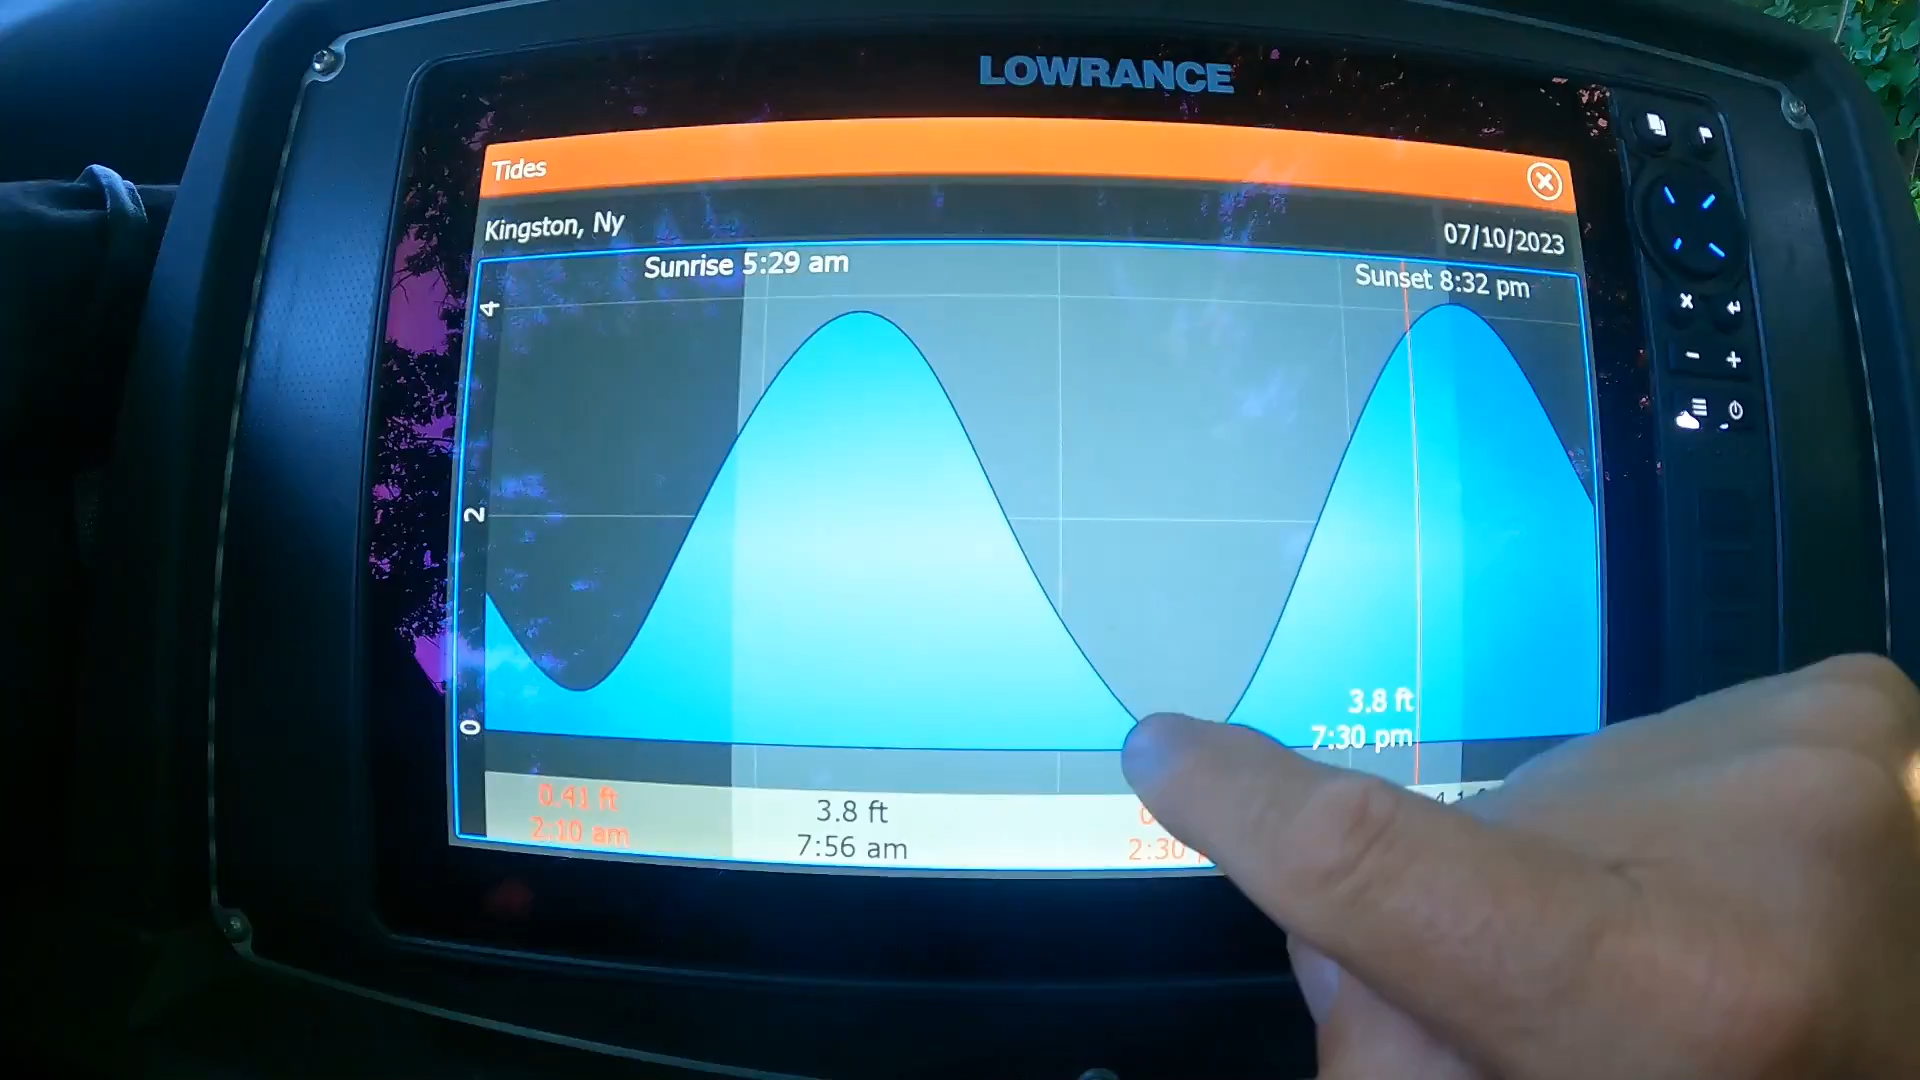 LOWRANCE
Tides
Kingston, Ny
07/10/2023
Sunrise 5:29 am
Sunset 8:32 pm
4
2
0
3.8 ft
7:30 pm
0.41 ft
2:10 am
3.8 ft
7:56 am
2:30